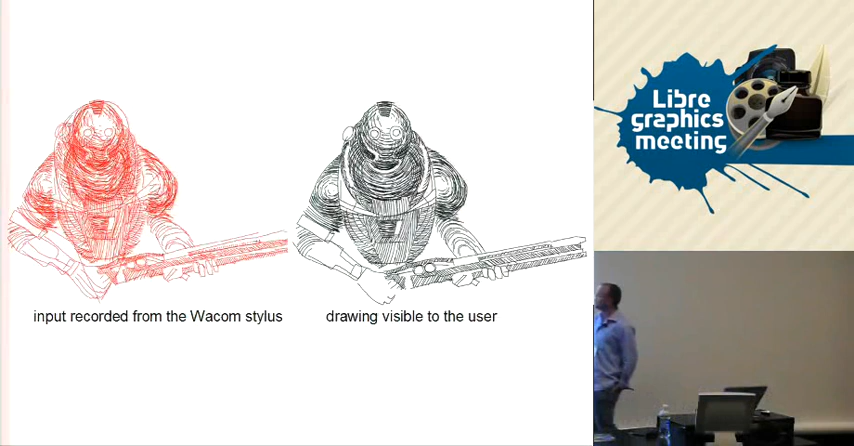 Libre
graphics
meeting
input recorded from the Wacom stylus
drawing visible to the user